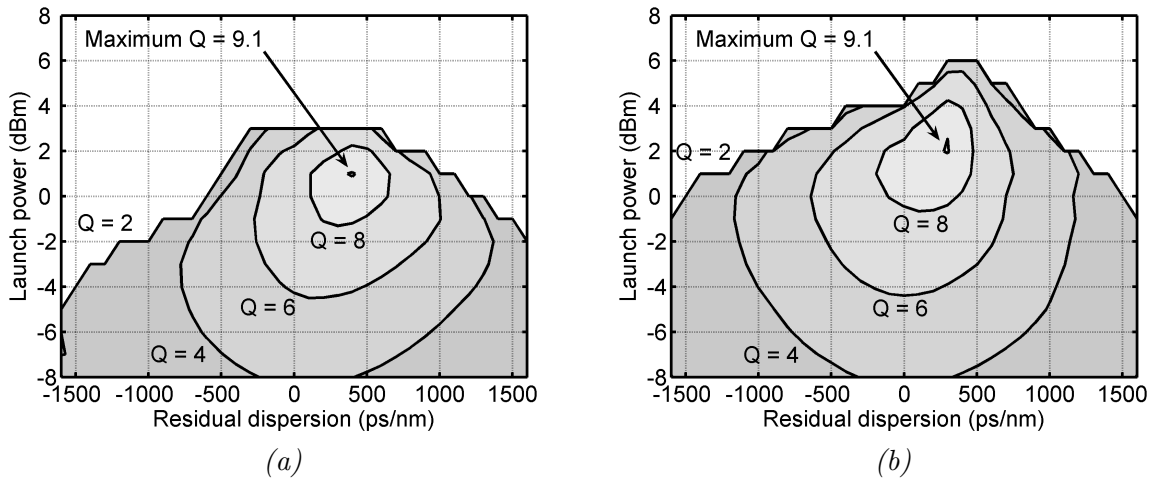 8
6
4
2
0
-2
-4
-6
-8
Launch power (dBm)
Maximum Q = 9.1
Q = 2
Q = 8
Q = 6
Q = 4
-1500 -1000 -500 0 500 1000 1500
Residual dispersion (ps/nm)
(a)
8
6
4
2
0
-2
-4
-6
-8
Launch power (dBm)
Maximum Q = 9.1
Q = 2
Q = 8
Q = 6
Q = 4
-1500 -1000 -500 0 500 1000 1500
Residual dispersion (ps/nm)
(b)